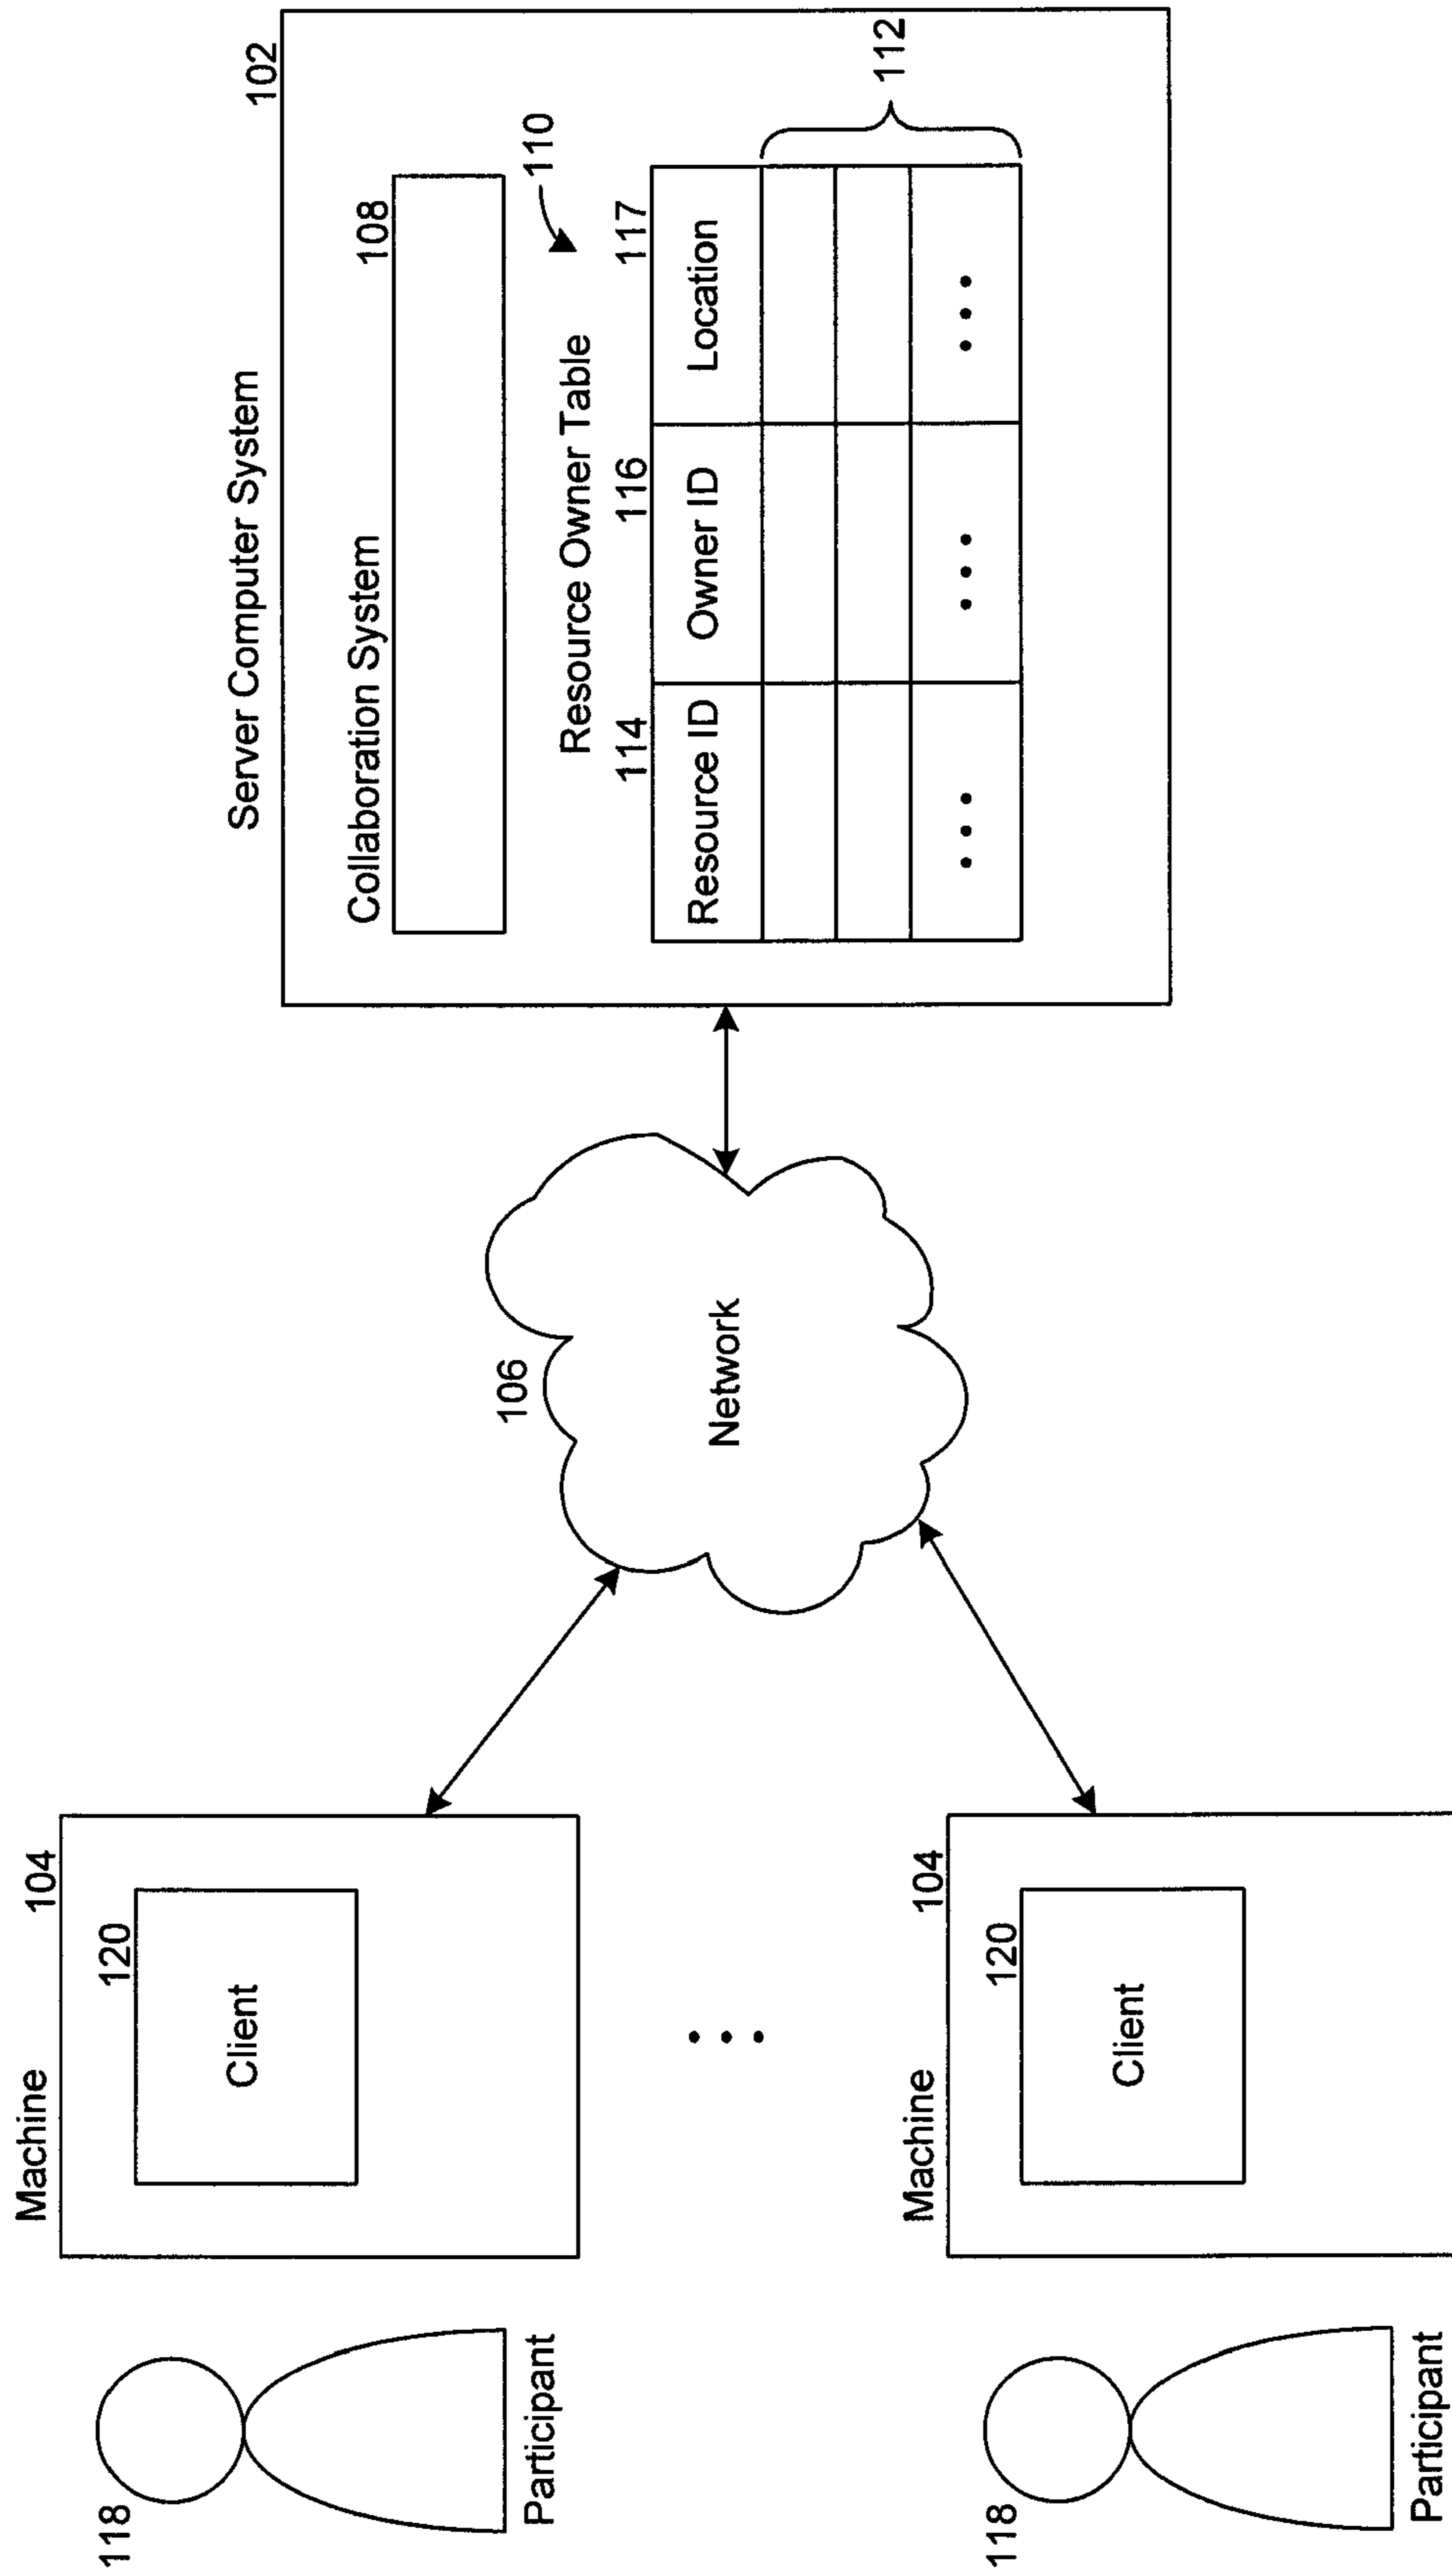 Server Computer System
102
Machine
104
120
Client
118
Participant
Collaboration System
108
110
Resource Owner Table
114
116
117
Resource ID
Owner ID
Location
...
...
...
112
106
Network
...
Machine
104
120
Client
118
Participant